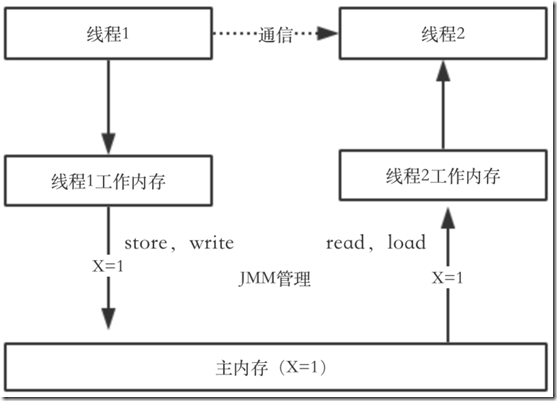 线程1
通信
线程2
线程1工作内存
线程2工作内存
store，write
read，load
X=1
X=1
JMM管理
主内存（X=1）